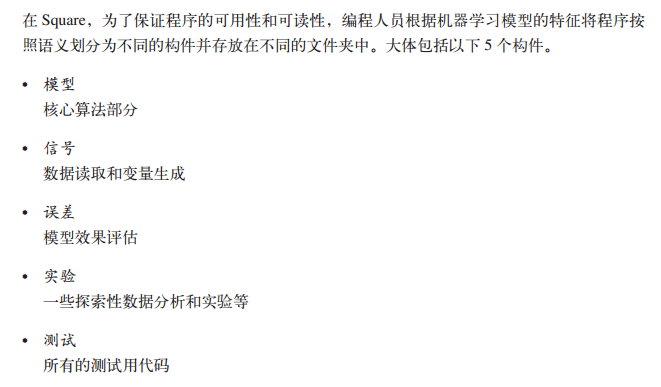 在 Square，为了保证程序的可用性和可读性，编程人员根据机器学习模型的特征将程序按
照语义划分为不同的构件并存放在不同的文件夹中。大体包括以下 5 个构件。
• 模型
核心算法部分
• 信号
数据读取和变量生成
• 误差
模型效果评估
• 实验
一些探索性数据分析和实验等
• 测试
所有的测试用代码